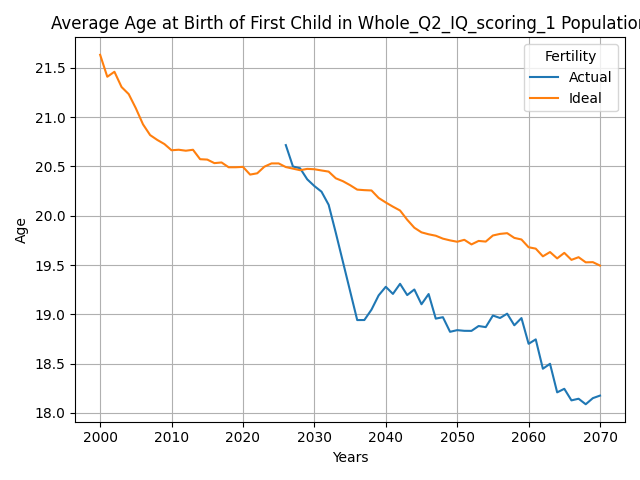 Average Age at Birth of First Child in Whole_Q2_IQ_scoring_1 Population
Fertility
Actual
Ideal
21.5
21.0
20.5
20.0
19.5
19.0
18.5
18.0
Age
2000 2010 2020 2030 2040 2050 2060 2070
Years